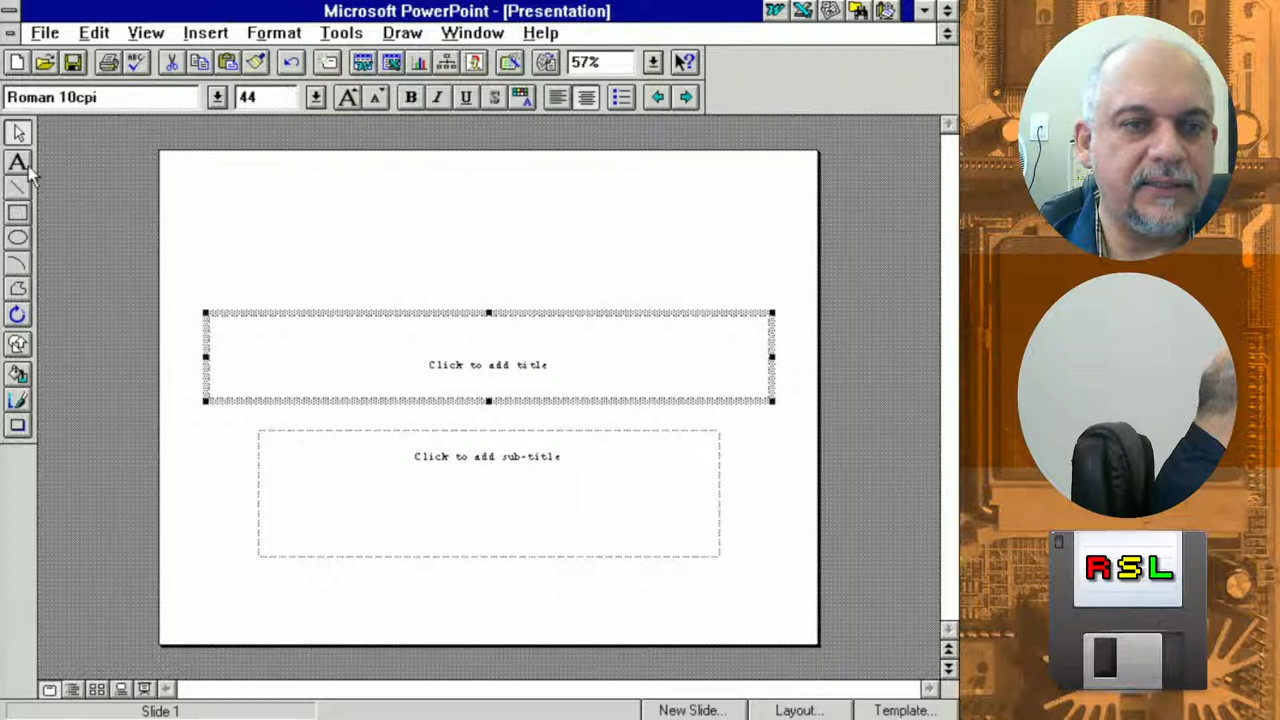 Microsoft PowerPoint - [Presentation]
File Edit View Insert Format Tools Draw Window Help
57%
Roman 10cpi 44 A A B I U S A
A
Click to add title
Click to add sub-title
RSL
Slide 1 New Slide... Layout... Template...